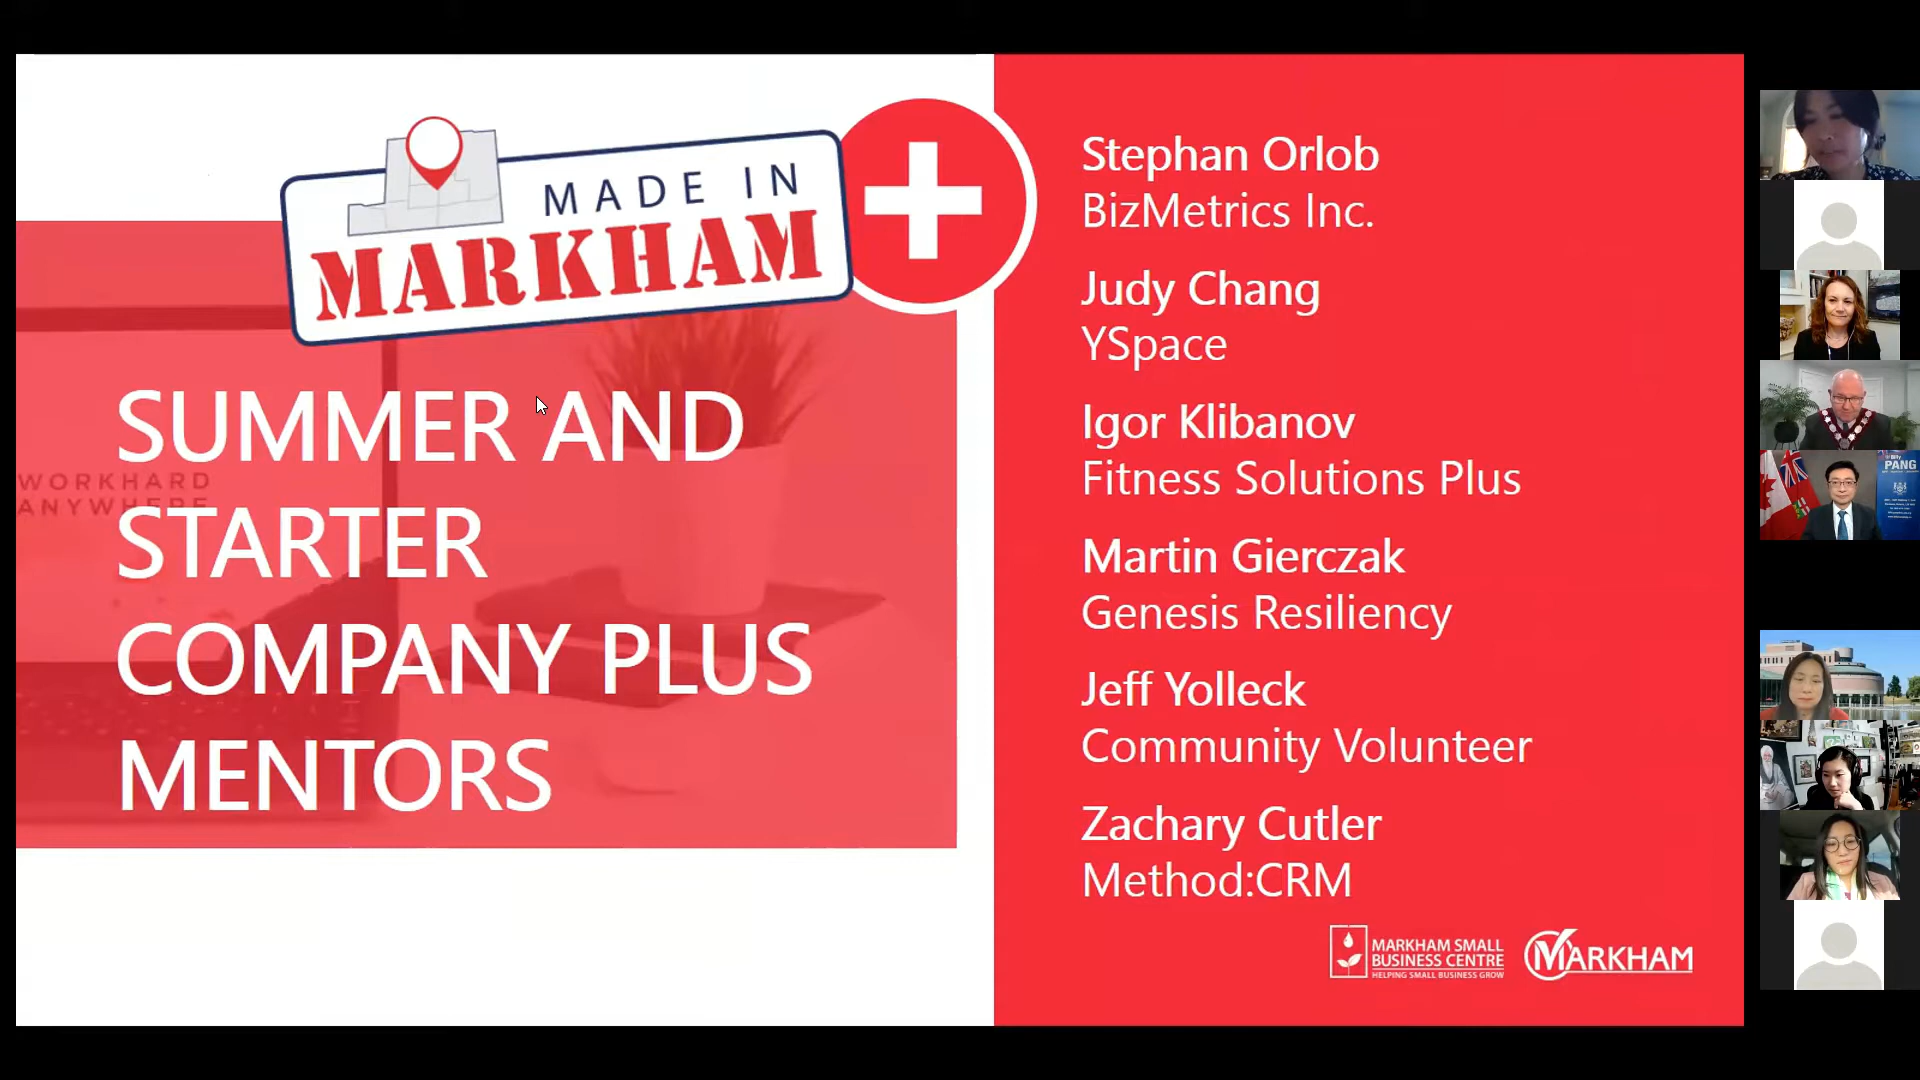 MADE IN
MARKHAM
SUMMER AND
STARTER
COMPANY PLUS
MENTORS
WORKHARD
ANYWHERE
Stephan Orlob
BizMetrics Inc.
Judy Chang
YSpace
Igor Klibanov
Fitness Solutions Plus
Martin Gierczak
Genesis Resiliency
Jeff Yolleck
Community Volunteer
Zachary Cutler
Method:CRM
MARKHAM SMALL
BUSINESS CENTRE
HELPING SMALL BUSINESS GROW
MARKHAM
Billy
PANG